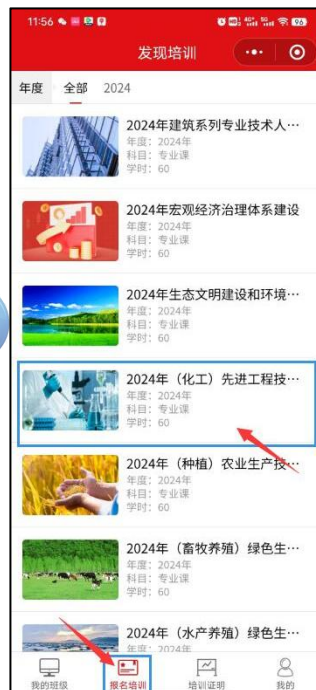 11:56
96
发现培训
年度 全部 2024
2024年建筑系列专业技术人…
年度：2024年
科目：专业课
学时：60
2024年宏观经济治理体系建设
年度：2024年
科目：专业课
学时：60
2024年生态文明建设和环境…
年度：2024年
科目：专业课
学时：60
2024年（化工）先进工程技…
年度：2024年
科目：专业课
学时：60
2024年（种植）农业生产技…
年度：2024年
科目：专业课
学时：60
2024年（畜牧养殖）绿色生…
年度：2024年
科目：专业课
学时：60
2024年（水产养殖）绿色生…
年度：2024年
我的班级 报名培训 培训证明 我的